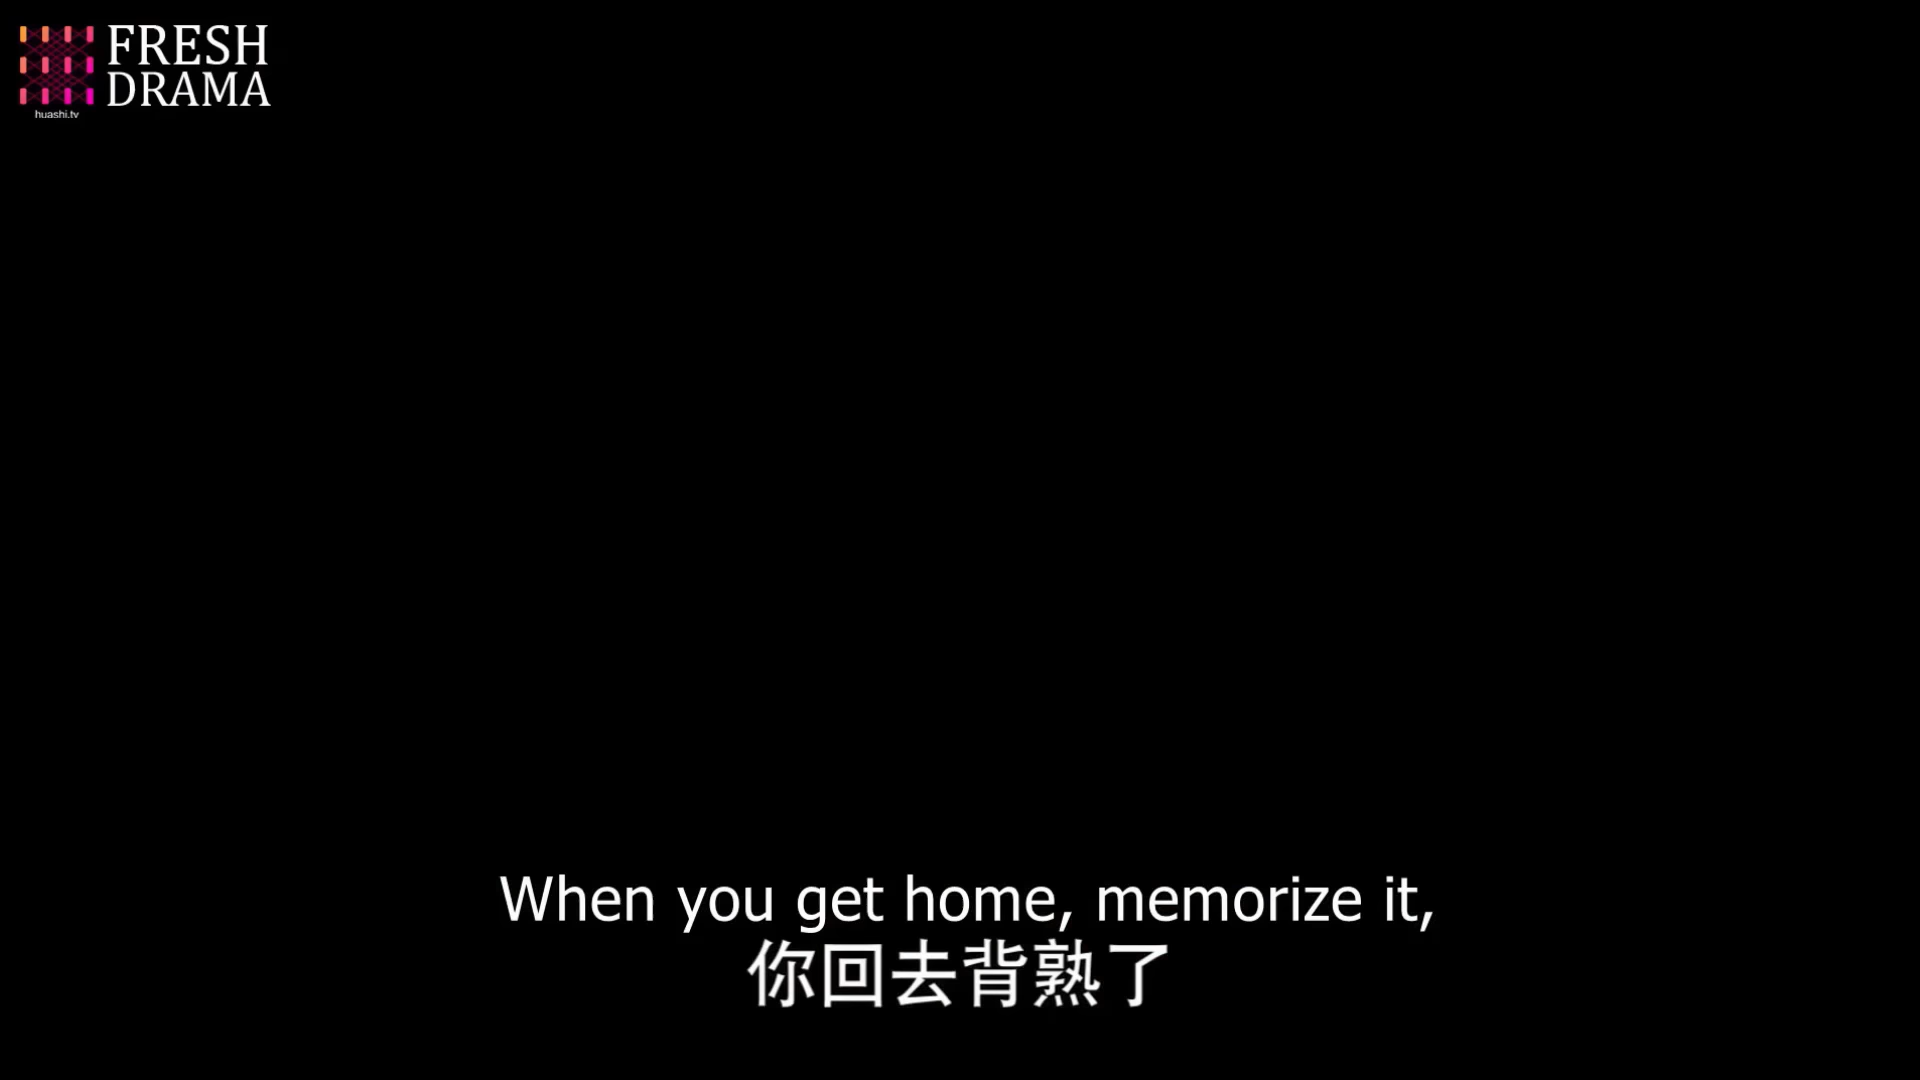 FRESH
DRAMA
huashi.tv
When you get home, memorize it,
你回去背熟了